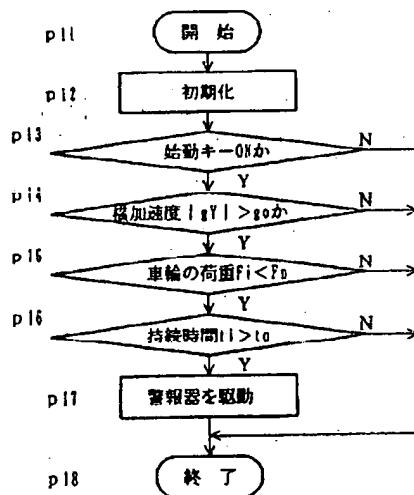 p11
開 始
p12
初期化
p13
始動キーONか
N
Y
p14
横加速度|gY|>goか
N
Y
p15
車輪の荷重Fi<Fo
N
Y
p16
持続時間ti>to
N
Y
p17
警報器を駆動
p18
終 了